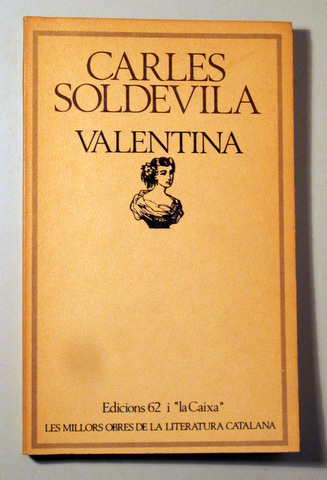 CARLES
SOLDEVILA
VALENTINA
Edicions 62 i "la Caixa"
LES MILLORS OBRES DE LA LITERATURA CATALANA